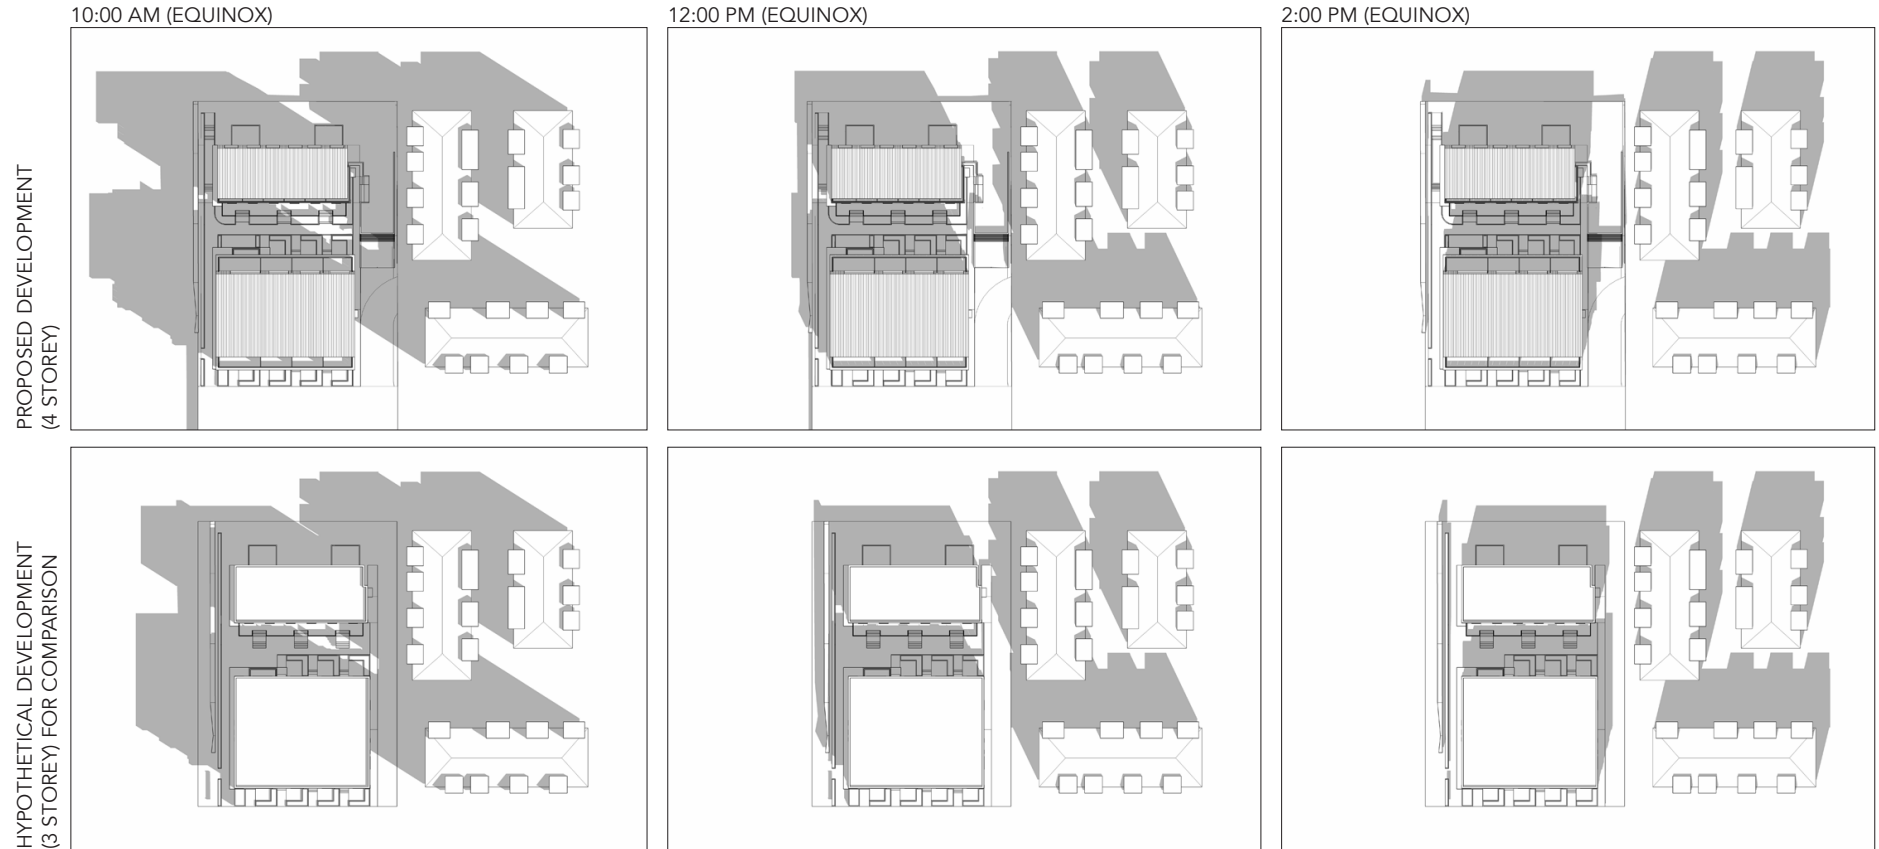 10:00 AM (EQUINOX)
12:00 PM (EQUINOX)
2:00 PM (EQUINOX)
PROPOSED DEVELOPMENT
(4 STOREY)
HYPOTHETICAL DEVELOPMENT
(3 STOREY) FOR COMPARISON